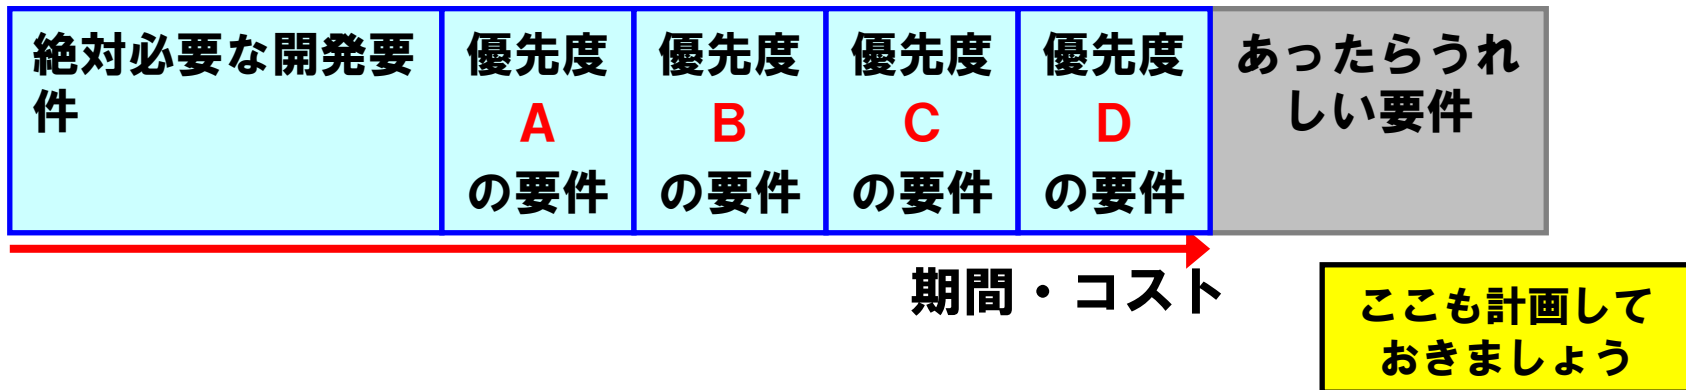 絶対必要な開発要
件
優先度
A
の要件
優先度
B
の要件
優先度
C
の要件
優先度
D
の要件
あったらうれ
しい要件
期間・コスト
ここも計画して
おきましょう